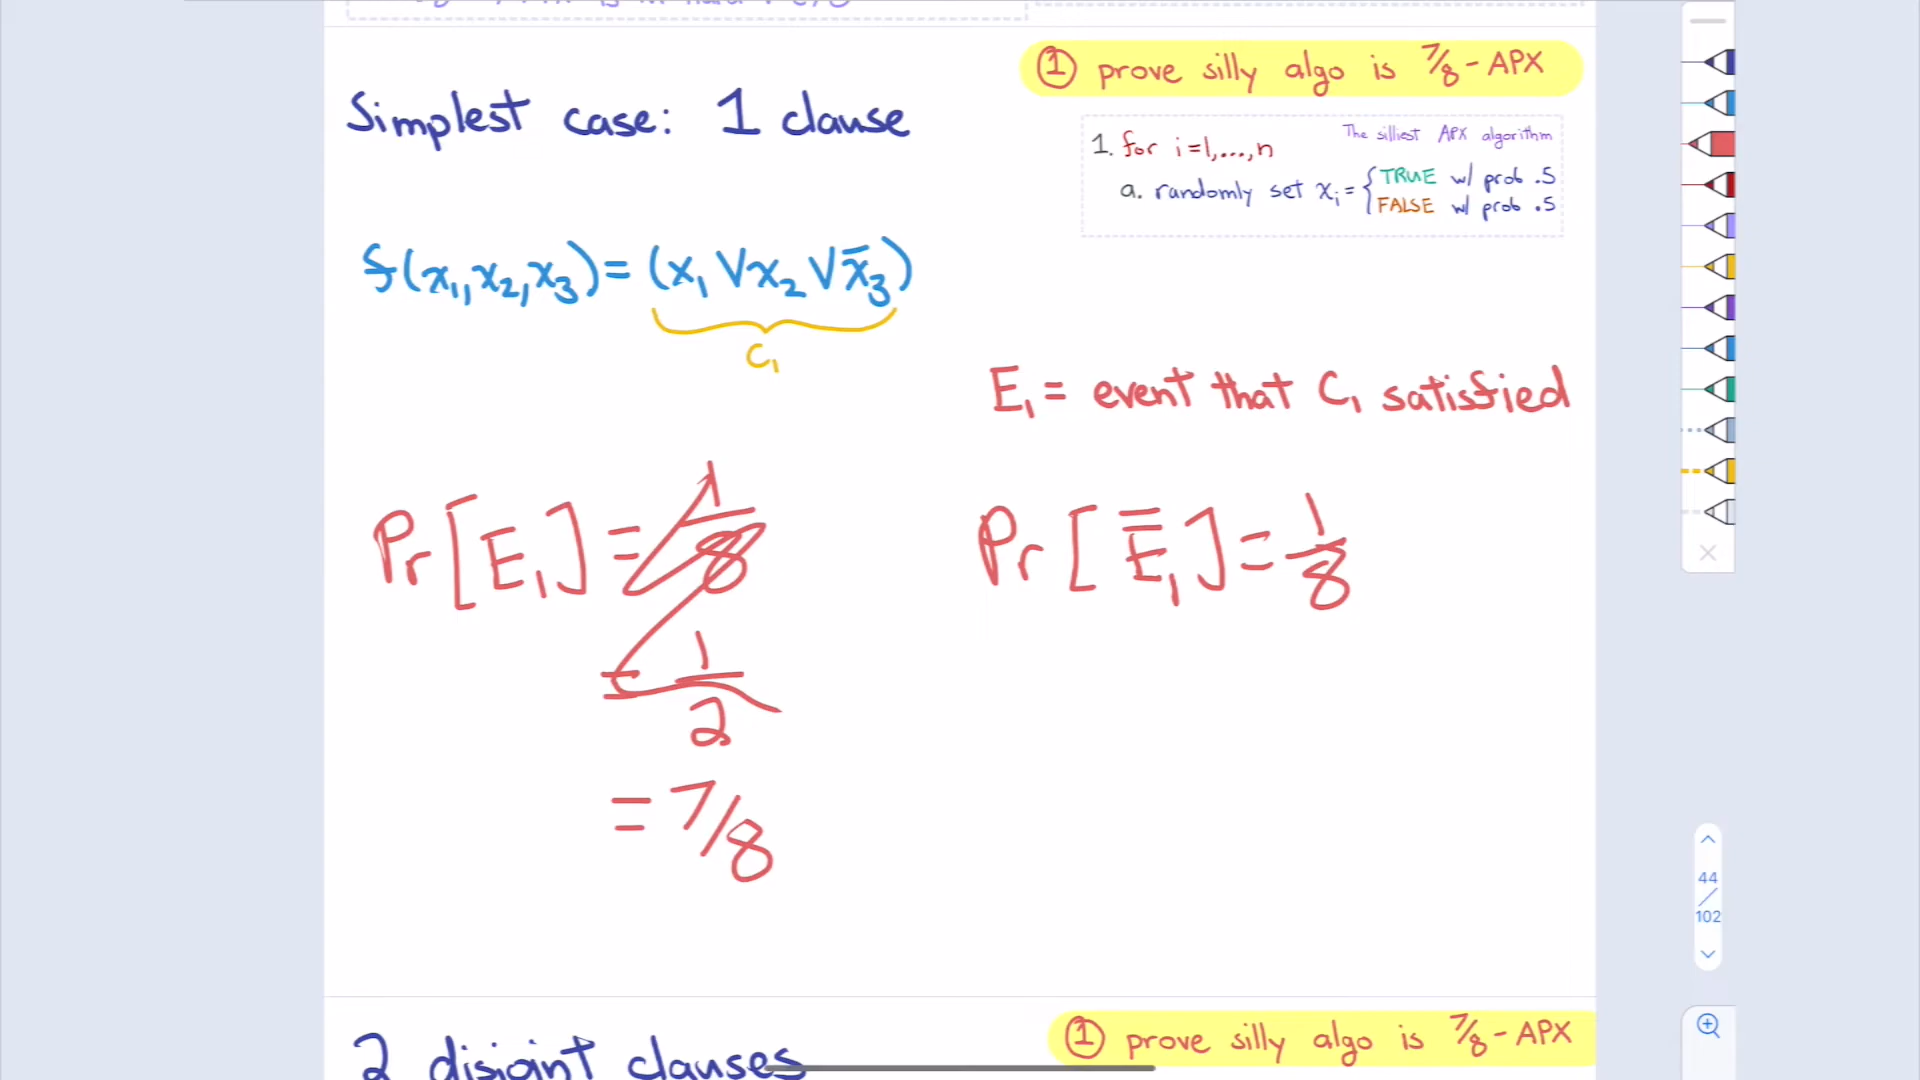 ① prove silly algo is 7/8-APX
Simplest case: 1 clause
The silliest APX algorithm
1. for i=1,...,n
a. randomly set xᵢ = { TRUE w/ prob .5
FALSE w/ prob .5
f(x₁,x₂,x₃)= (x₁ ∨ x₂ ∨ x̄₃)
C₁
E₁ = event that C₁ satisfied
Pr[E₁] = 1/8
= 1/2
= 7/8
Pr[Ē₁] = 1/8
44
/
102
① prove silly algo is 7/8-APX
2 disjoint clauses